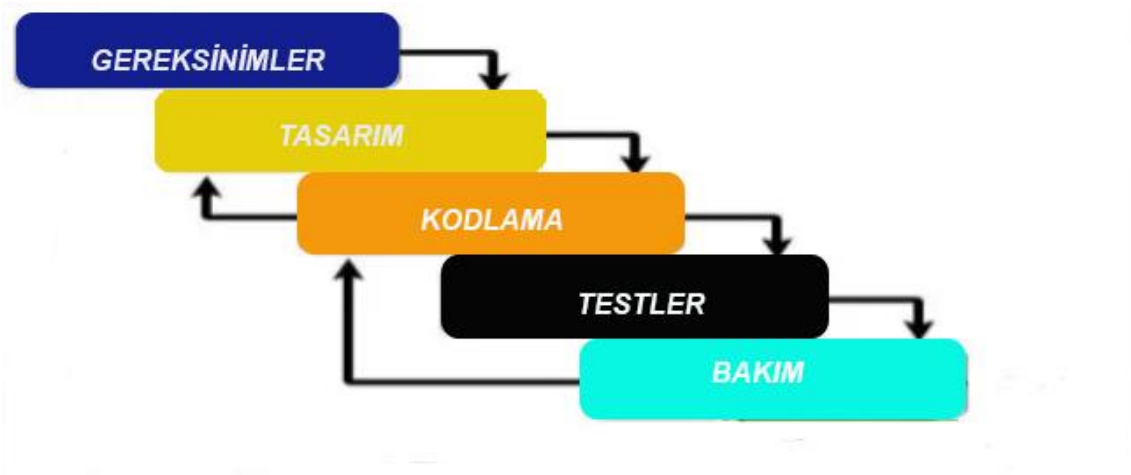 GEREKSİNİMLER
TASARIM
KODLAMA
TESTLER
BAKIM